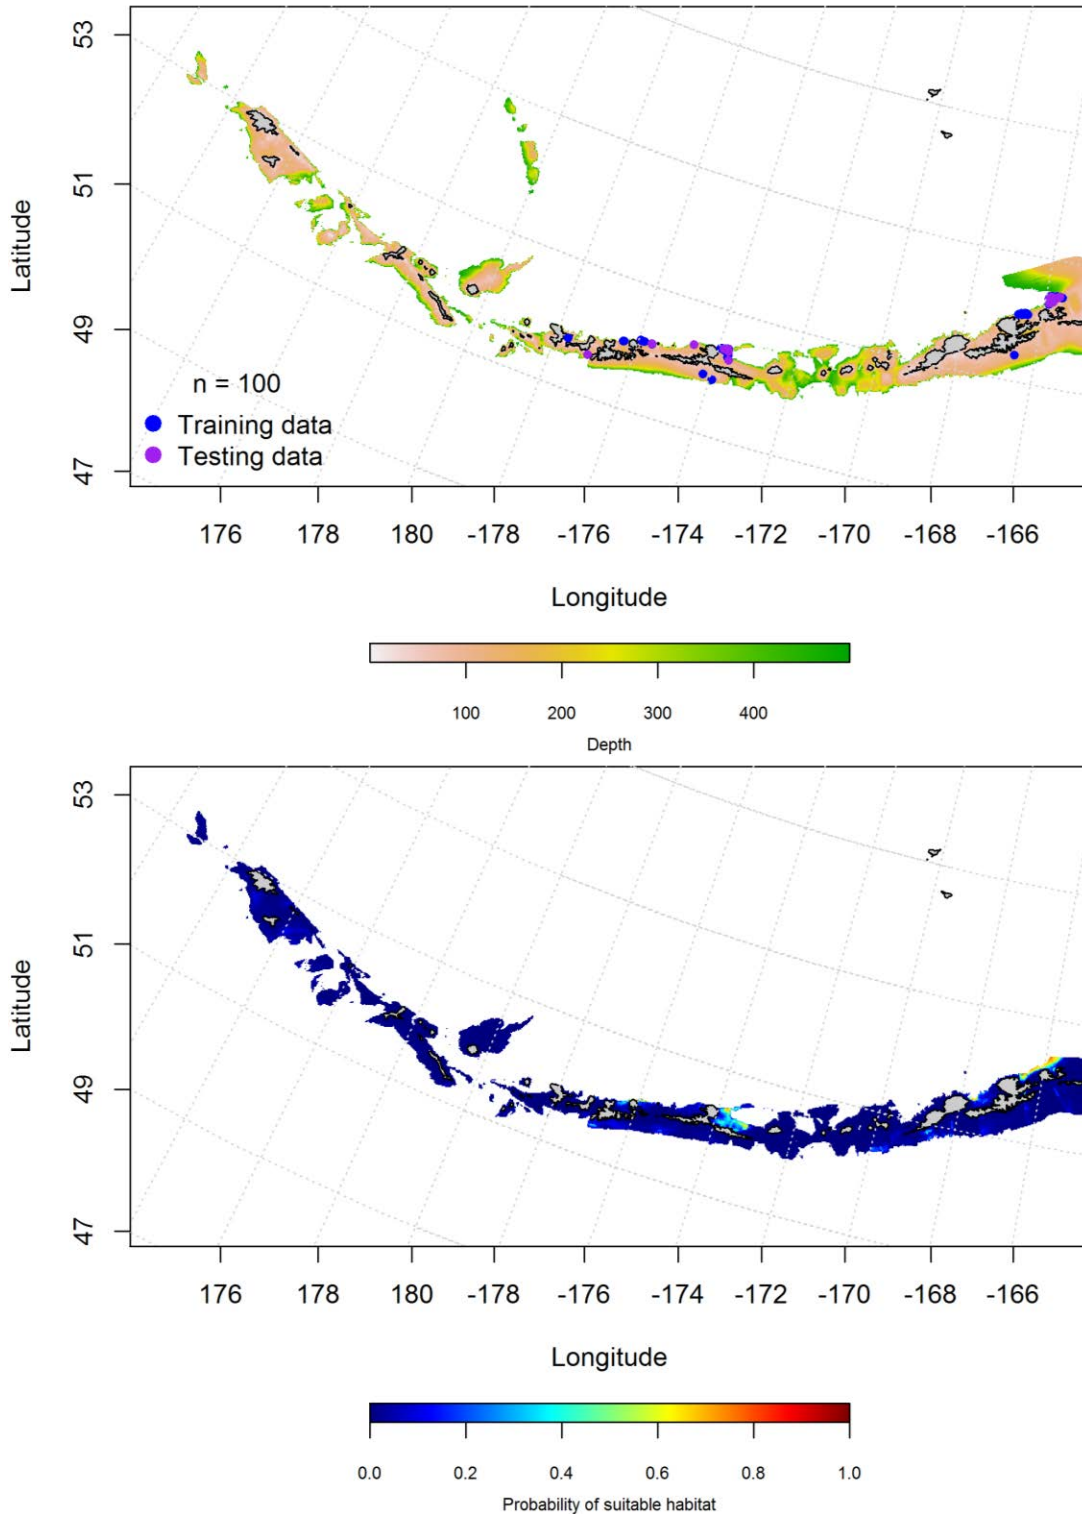 53
51
49
47
Latitude
n = 100
Training data
Testing data
176 178 180 -178 -176 -174 -172 -170 -168 -166
Longitude
100 200 300 400
Depth
53
51
49
47
Latitude
176 178 180 -178 -176 -174 -172 -170 -168 -166
Longitude
0.0 0.2 0.4 0.6 0.8 1.0
Probability of suitable habitat